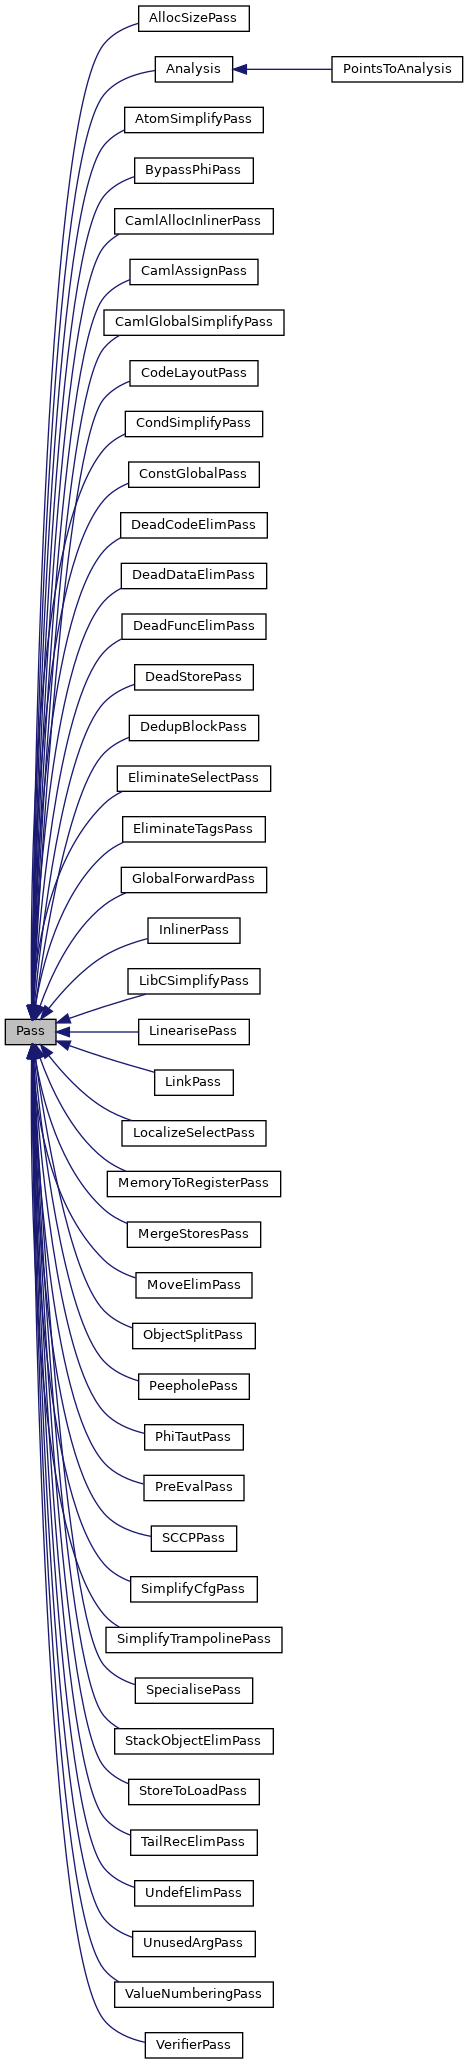 AllocSizePass
Analysis
PointsToAnalysis
AtomSimplifyPass
BypassPhiPass
CamlAllocInlinerPass
CamlAssignPass
CamlGlobalSimplifyPass
CodeLayoutPass
CondSimplifyPass
ConstGlobalPass
DeadCodeElimPass
DeadDataElimPass
DeadFuncElimPass
DeadStorePass
DedupBlockPass
EliminateSelectPass
EliminateTagsPass
GlobalForwardPass
InlinerPass
LibCSimplifyPass
Pass
LinearisePass
LinkPass
LocalizeSelectPass
MemoryToRegisterPass
MergeStoresPass
MoveElimPass
ObjectSplitPass
PeepholePass
PhiTautPass
PreEvalPass
SCCPPass
SimplifyCfgPass
SimplifyTrampolinePass
SpecialisePass
StackObjectElimPass
StoreToLoadPass
TailRecElimPass
UndefElimPass
UnusedArgPass
ValueNumberingPass
VerifierPass